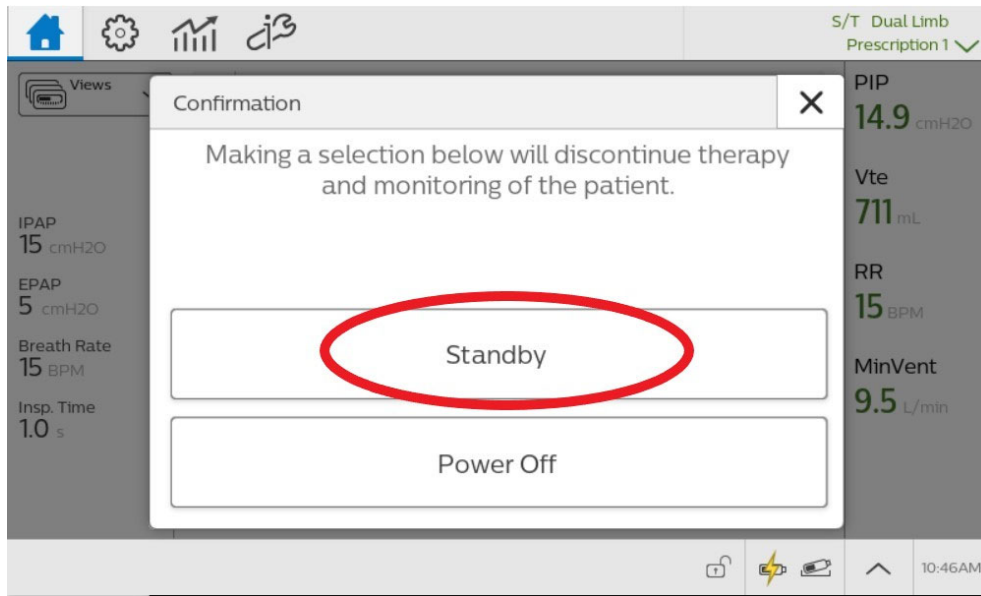 S/T Dual Limb
Prescription 1
Views
Confirmation
Making a selection below will discontinue therapy
and monitoring of the patient.
Standby
Power Off
IPAP
15 cmH2O
EPAP
5 cmH2O
Breath Rate
15 BPM
Insp. Time
1.0 s
PIP
14.9 cmH2O
Vte
711 mL
RR
15 BPM
MinVent
9.5 L/min
10:46AM